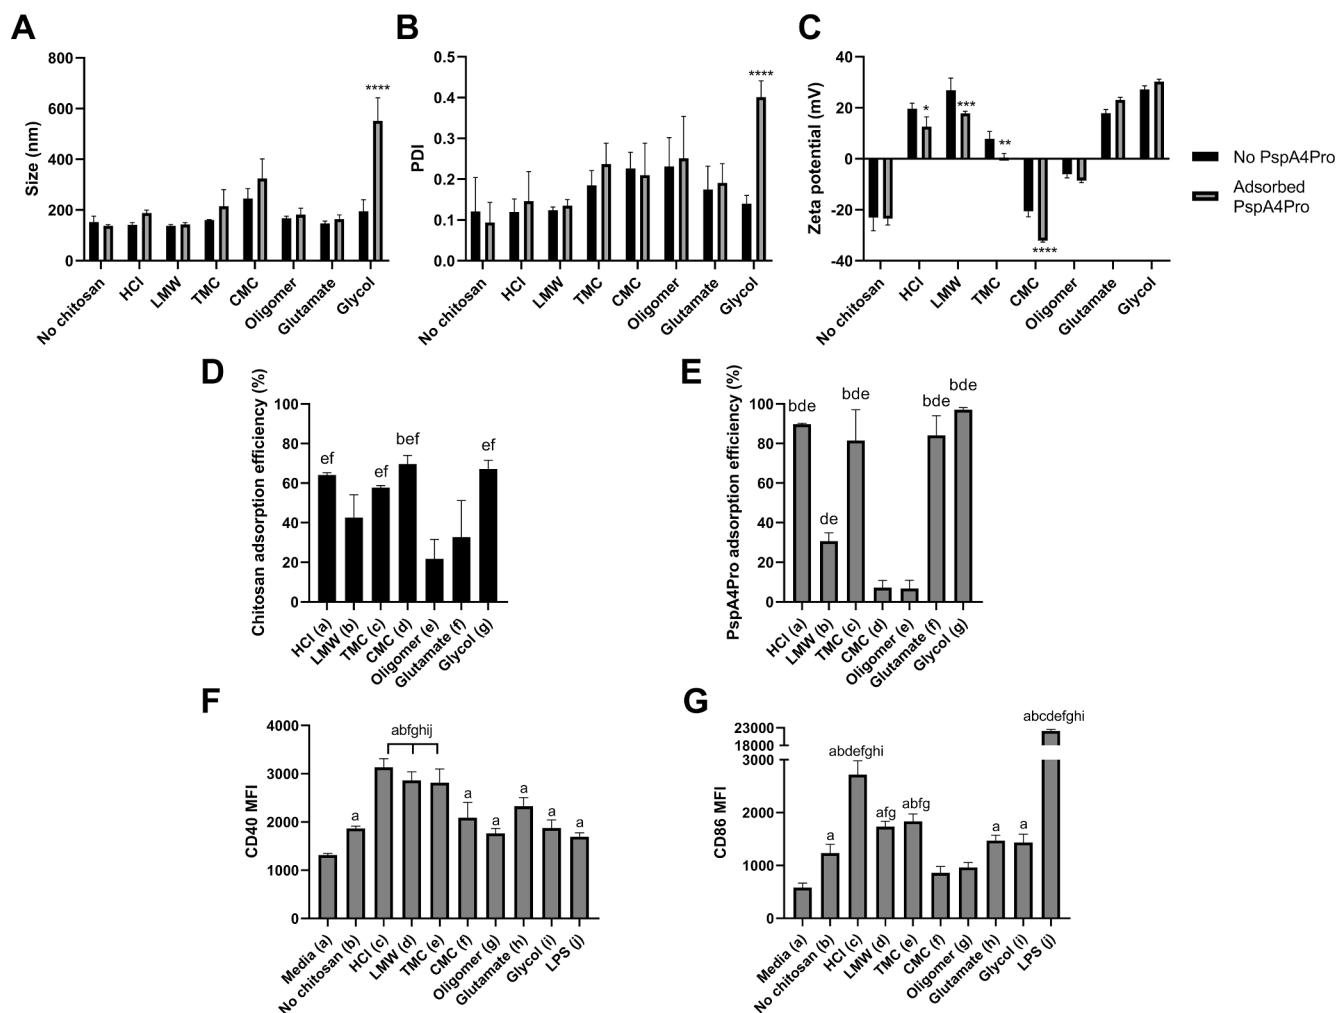 A
B
C
800
600
400
200
0
Size (nm)
****
No chitosan
HCl
LMW
TMC
CMC
Oligomer
Glutamate
Glycol
0.5
0.4
0.3
0.2
0.1
0.0
PDI
****
No chitosan
HCl
LMW
TMC
CMC
Oligomer
Glutamate
Glycol
40
20
0
-20
-40
Zeta potential (mV)
*
***
**
****
No chitosan
HCl
LMW
TMC
CMC
Oligomer
Glutamate
Glycol
No PspA4Pro
Adsorbed
PspA4Pro
D
E
100
80
60
40
20
0
Chitosan adsorption efficiency (%)
ef
ef
bef
ef
HCl (a)
LMW (b)
TMC (c)
CMC (d)
Oligomer (e)
Glutamate (f)
Glycol (g)
100
80
60
40
20
0
PspA4Pro adsorption efficiency (%)
bde
de
bde
bde
bde
HCl (a)
LMW (b)
TMC (c)
CMC (d)
Oligomer (e)
Glutamate (f)
Glycol (g)
F
G
4000
3000
2000
1000
0
CD40 MFI
a
abfghij
a
a
a
a
a
Media (a)
No chitosan (b)
HCl (c)
LMW (d)
TMC (e)
CMC (f)
Oligomer (g)
Glutamate (h)
Glycol (i)
LPS (j)
23000
18000
3000
2000
1000
0
CD86 MFI
a
abdefghi
afg
abfg
a
a
abcdefghi
Media (a)
No chitosan (b)
HCl (c)
LMW (d)
TMC (e)
CMC (f)
Oligomer (g)
Glutamate (h)
Glycol (i)
LPS (j)